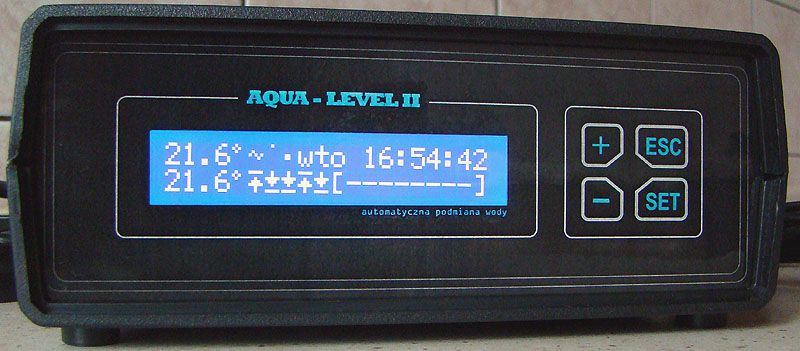 AQUA - LEVEL II
21.6° ~˙·wto 16:54:42
21.6° ⌅⤓⤓⤓⌅⤓[--------]
automatyczna podmiana wody
+
ESC
-
SET